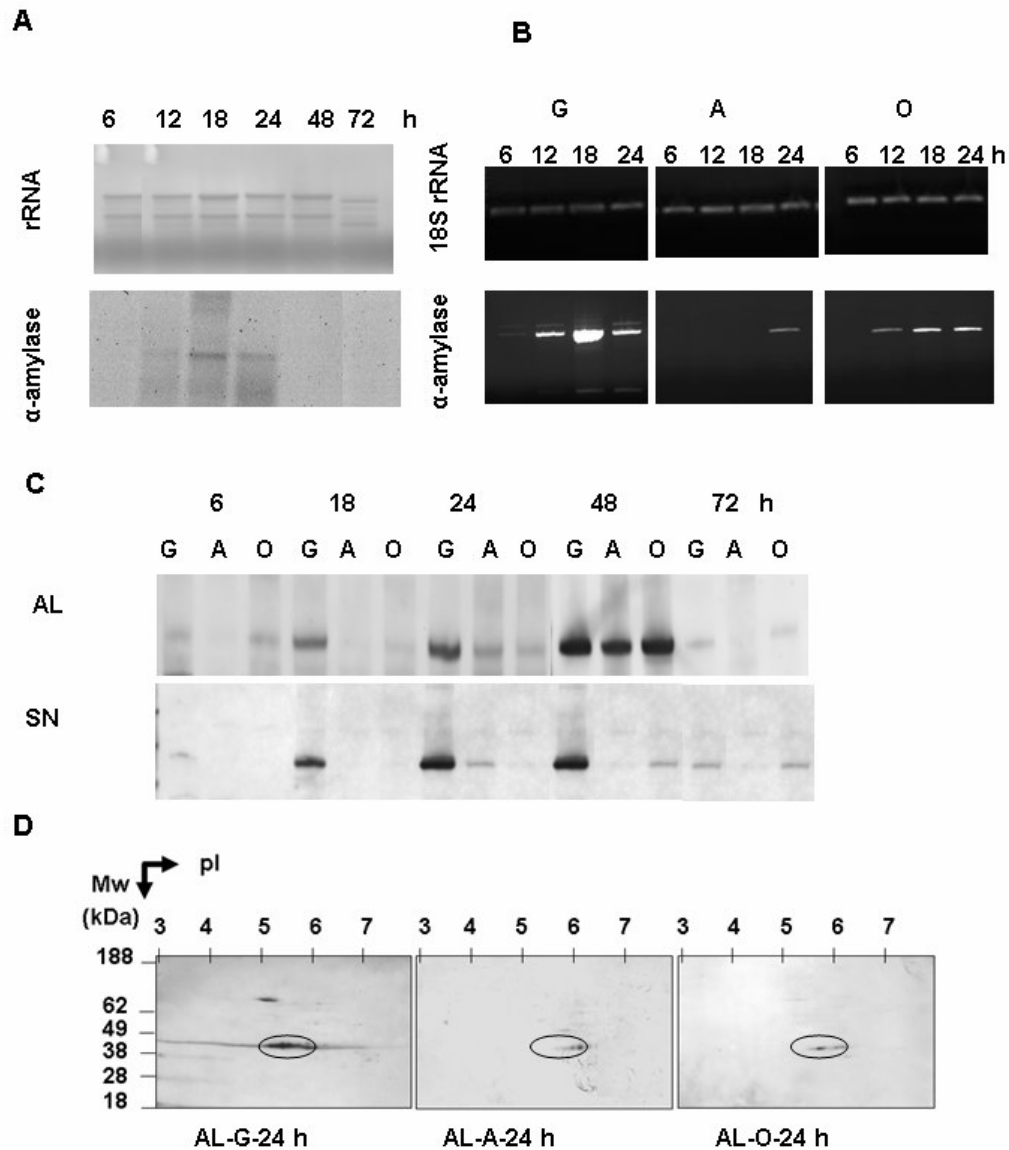 A
B
6 12 18 24 48 72 h
rRNA
α-amylase
G A O
6 12 18 24 6 12 18 24 6 12 18 24 h
18S rRNA
α-amylase
C
6 18 24 48 72 h
G A O G A O G A O G A O G A O
AL
SN
D
pI
Mw
(kDa)
3 4 5 6 7 3 4 5 6 7 3 4 5 6 7
188
62
49
38
28
18
AL-G-24 h AL-A-24 h AL-O-24 h